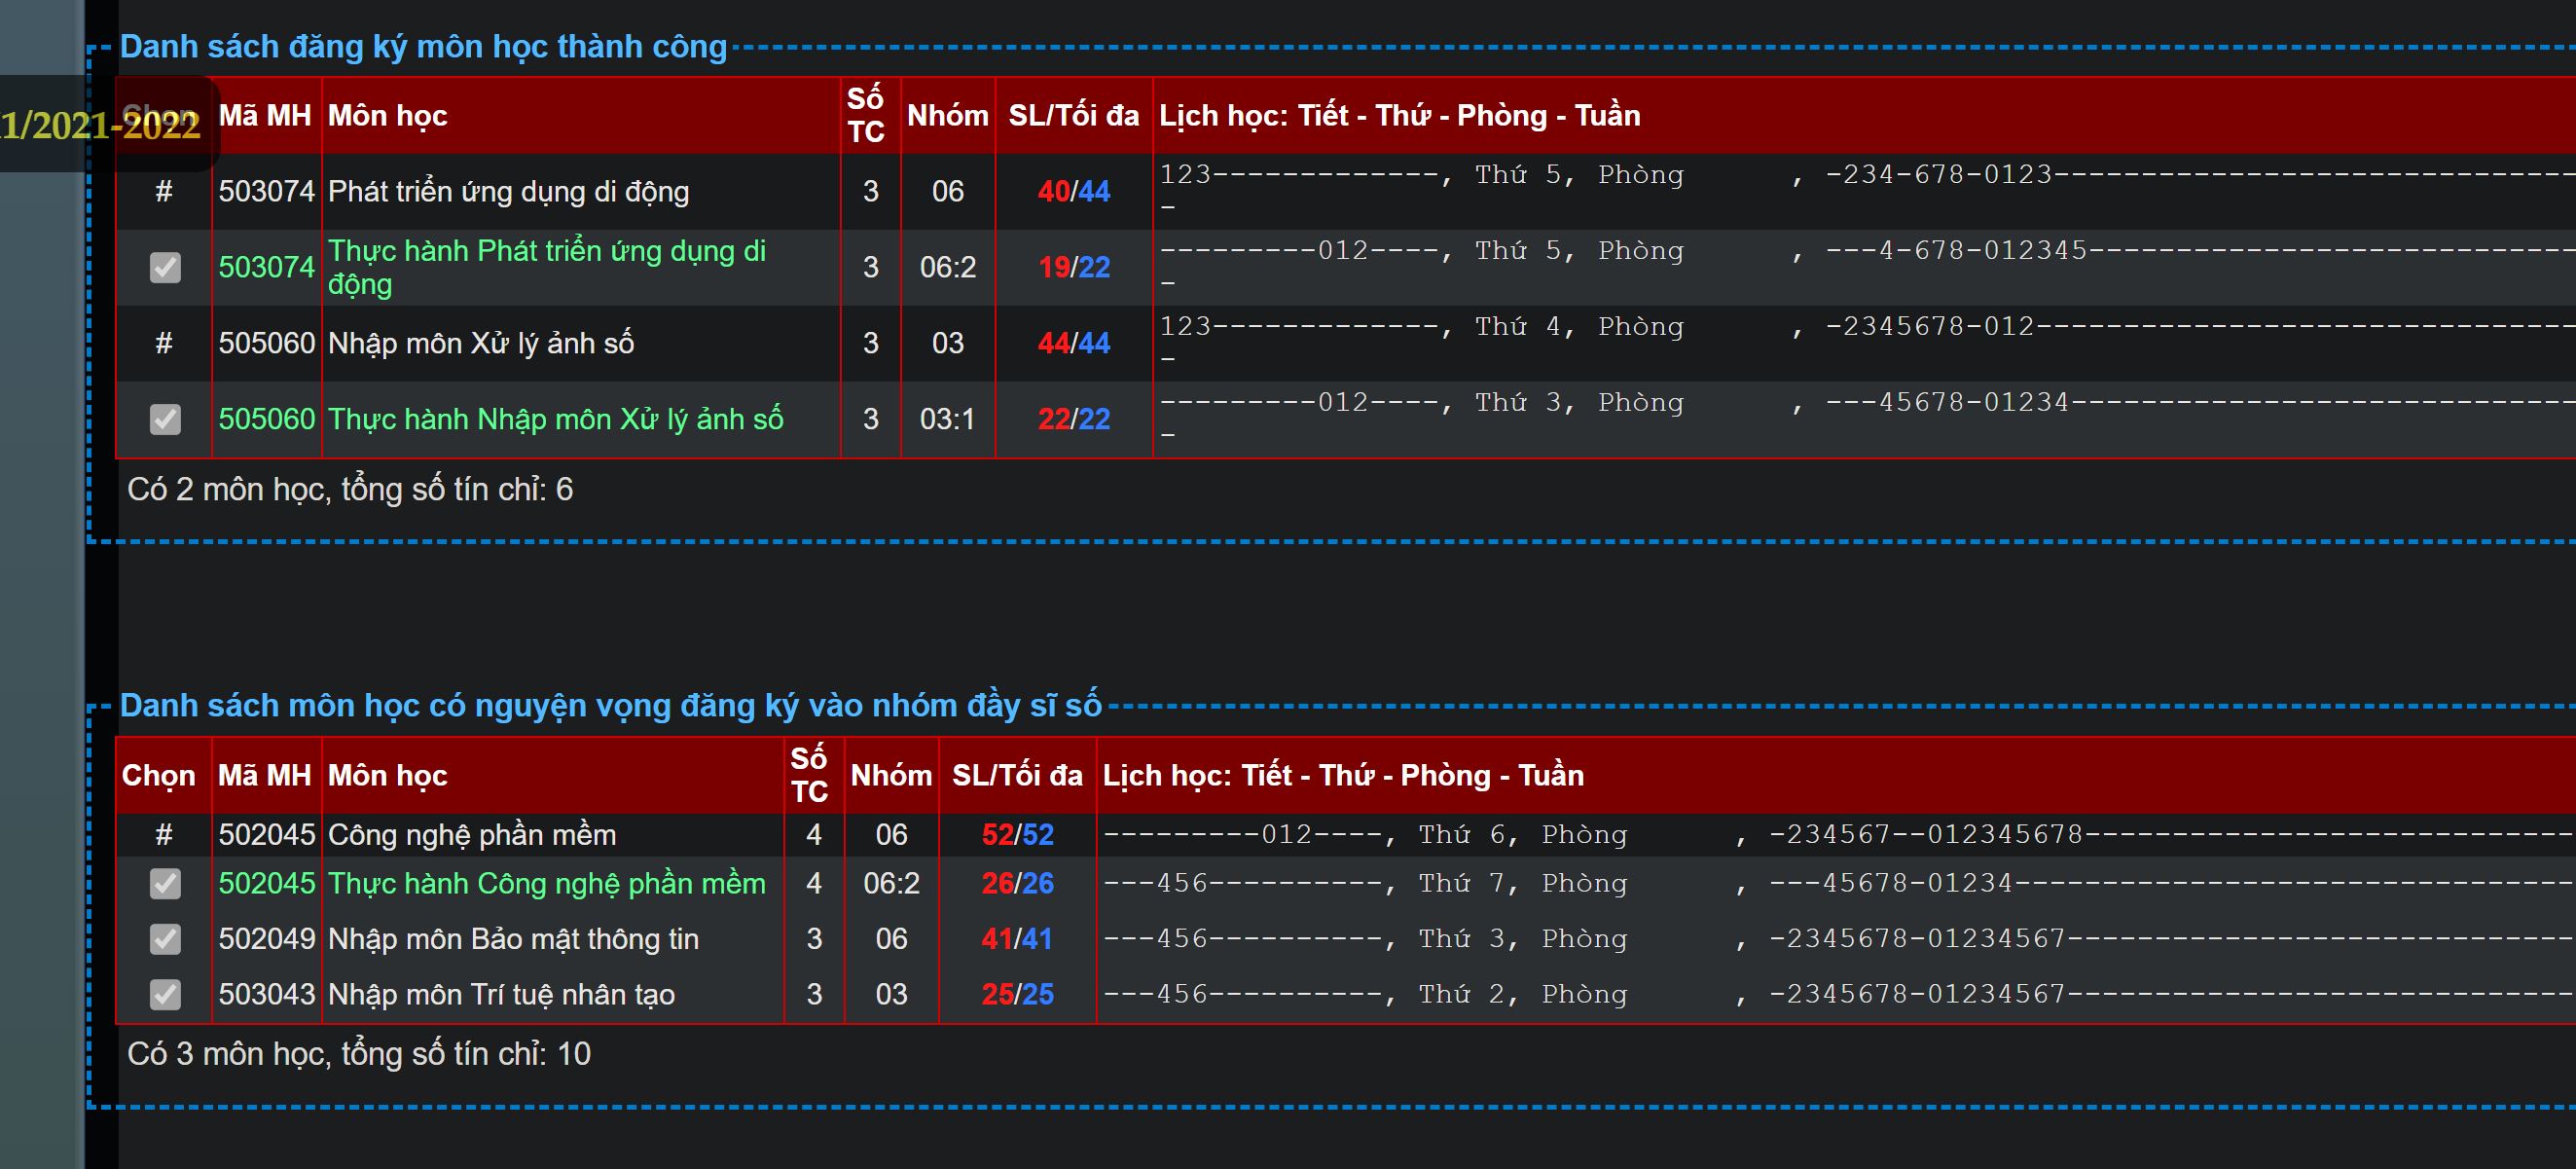 Danh sách đăng ký môn học thành công
1/2021-2022
Chọn Mã MH Môn học Số TC Nhóm SL/Tối đa Lịch học: Tiết - Thứ - Phòng - Tuần
# 503074 Phát triển ứng dụng di động 3 06 40/44 123-------------, Thứ 5, Phòng , -234-678-0123-------------------------------
503074 Thực hành Phát triển ứng dụng di động 3 06:2 19/22 ---------012----, Thứ 5, Phòng , ---4-678-012345-----------------------------
# 505060 Nhập môn Xử lý ảnh số 3 03 44/44 123-------------, Thứ 4, Phòng , -2345678-012--------------------------------
505060 Thực hành Nhập môn Xử lý ảnh số 3 03:1 22/22 ---------012----, Thứ 3, Phòng , ---45678-01234------------------------------
Có 2 môn học, tổng số tín chỉ: 6
Danh sách môn học có nguyện vọng đăng ký vào nhóm đầy sĩ số
Chọn Mã MH Môn học Số TC Nhóm SL/Tối đa Lịch học: Tiết - Thứ - Phòng - Tuần
# 502045 Công nghệ phần mềm 4 06 52/52 ---------012----, Thứ 6, Phòng , -234567--012345678----------------------------
502045 Thực hành Công nghệ phần mềm 4 06:2 26/26 ---456----------, Thứ 7, Phòng , ---45678-01234--------------------------------
502049 Nhập môn Bảo mật thông tin 3 06 41/41 ---456----------, Thứ 3, Phòng , -2345678-01234567-----------------------------
503043 Nhập môn Trí tuệ nhân tạo 3 03 25/25 ---456----------, Thứ 2, Phòng , -2345678-01234567-----------------------------
Có 3 môn học, tổng số tín chỉ: 10